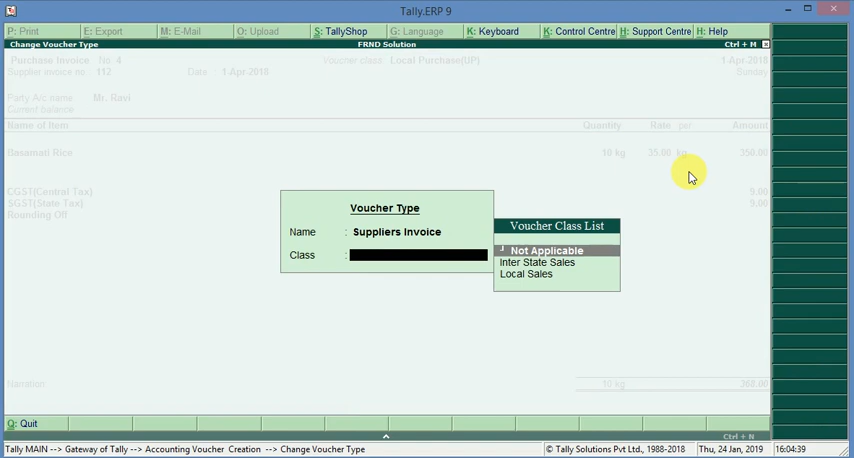 Tally.ERP 9
P: Print E: Export M: E-Mail O: Upload S: TallyShop G: Language K: Keyboard K: Control Centre H: Support Centre H: Help
Change Voucher Type FRND Solution Ctrl + M
Purchase Invoice No. 4 Voucher class: Local Purchase(UP) 1-Apr-2018
Supplier invoice no. 112 Date 1-Apr-2018 Sunday
Party A/c name Mr. Ravi
Current balance
Name of Item Quantity Rate per Amount
Basamati Rice 10 kg 35.00 kg 350.00
CGST(Central Tax) 9.00
SGST(State Tax) 9.00
Rounding Off
Voucher Type
Name : Suppliers Invoice
Class :
Voucher Class List
Not Applicable
Inter State Sales
Local Sales
Narration 10 kg 368.00
Q: Quit
Ctrl + N
Tally MAIN --> Gateway of Tally --> Accounting Voucher Creation --> Change Voucher Type © Tally Solutions Pvt Ltd., 1988-2018 Thu, 24 Jan, 2019 16:04:39